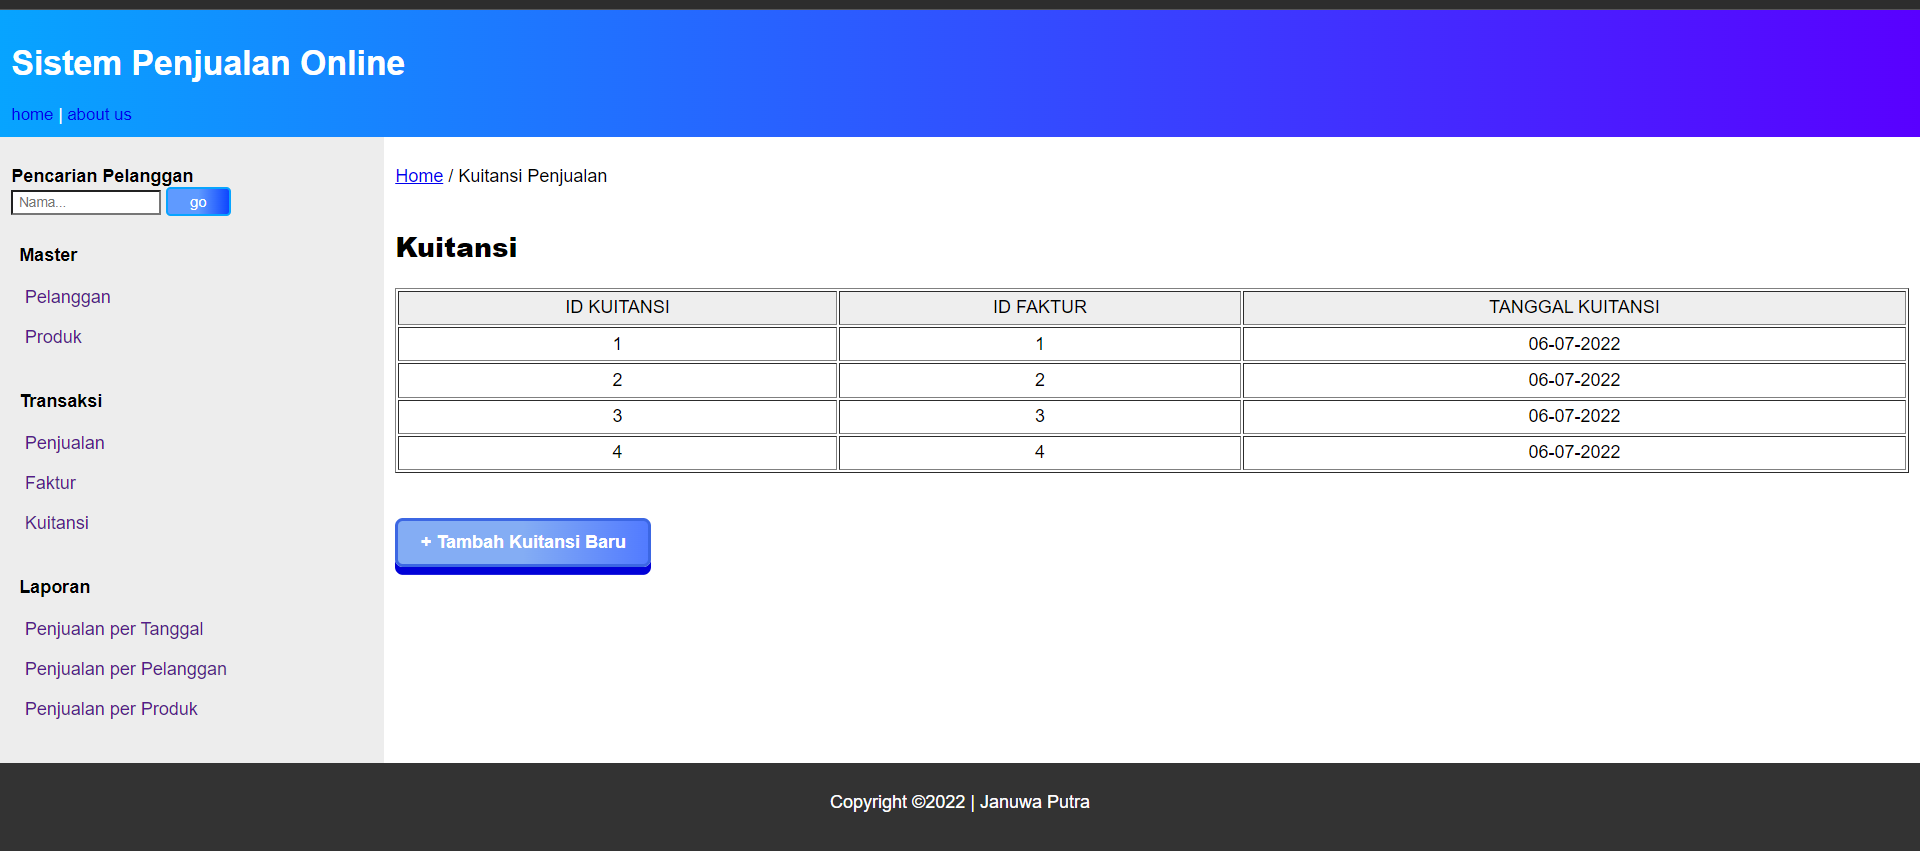 Sistem Penjualan Online
home | about us
Pencarian Pelanggan
Nama... go
Master
Pelanggan
Produk
Transaksi
Penjualan
Faktur
Kuitansi
Laporan
Penjualan per Tanggal
Penjualan per Pelanggan
Penjualan per Produk
Home / Kuitansi Penjualan
Kuitansi
ID KUITANSI ID FAKTUR TANGGAL KUITANSI
1 1 06-07-2022
2 2 06-07-2022
3 3 06-07-2022
4 4 06-07-2022
+ Tambah Kuitansi Baru
Copyright ©2022 | Januwa Putra